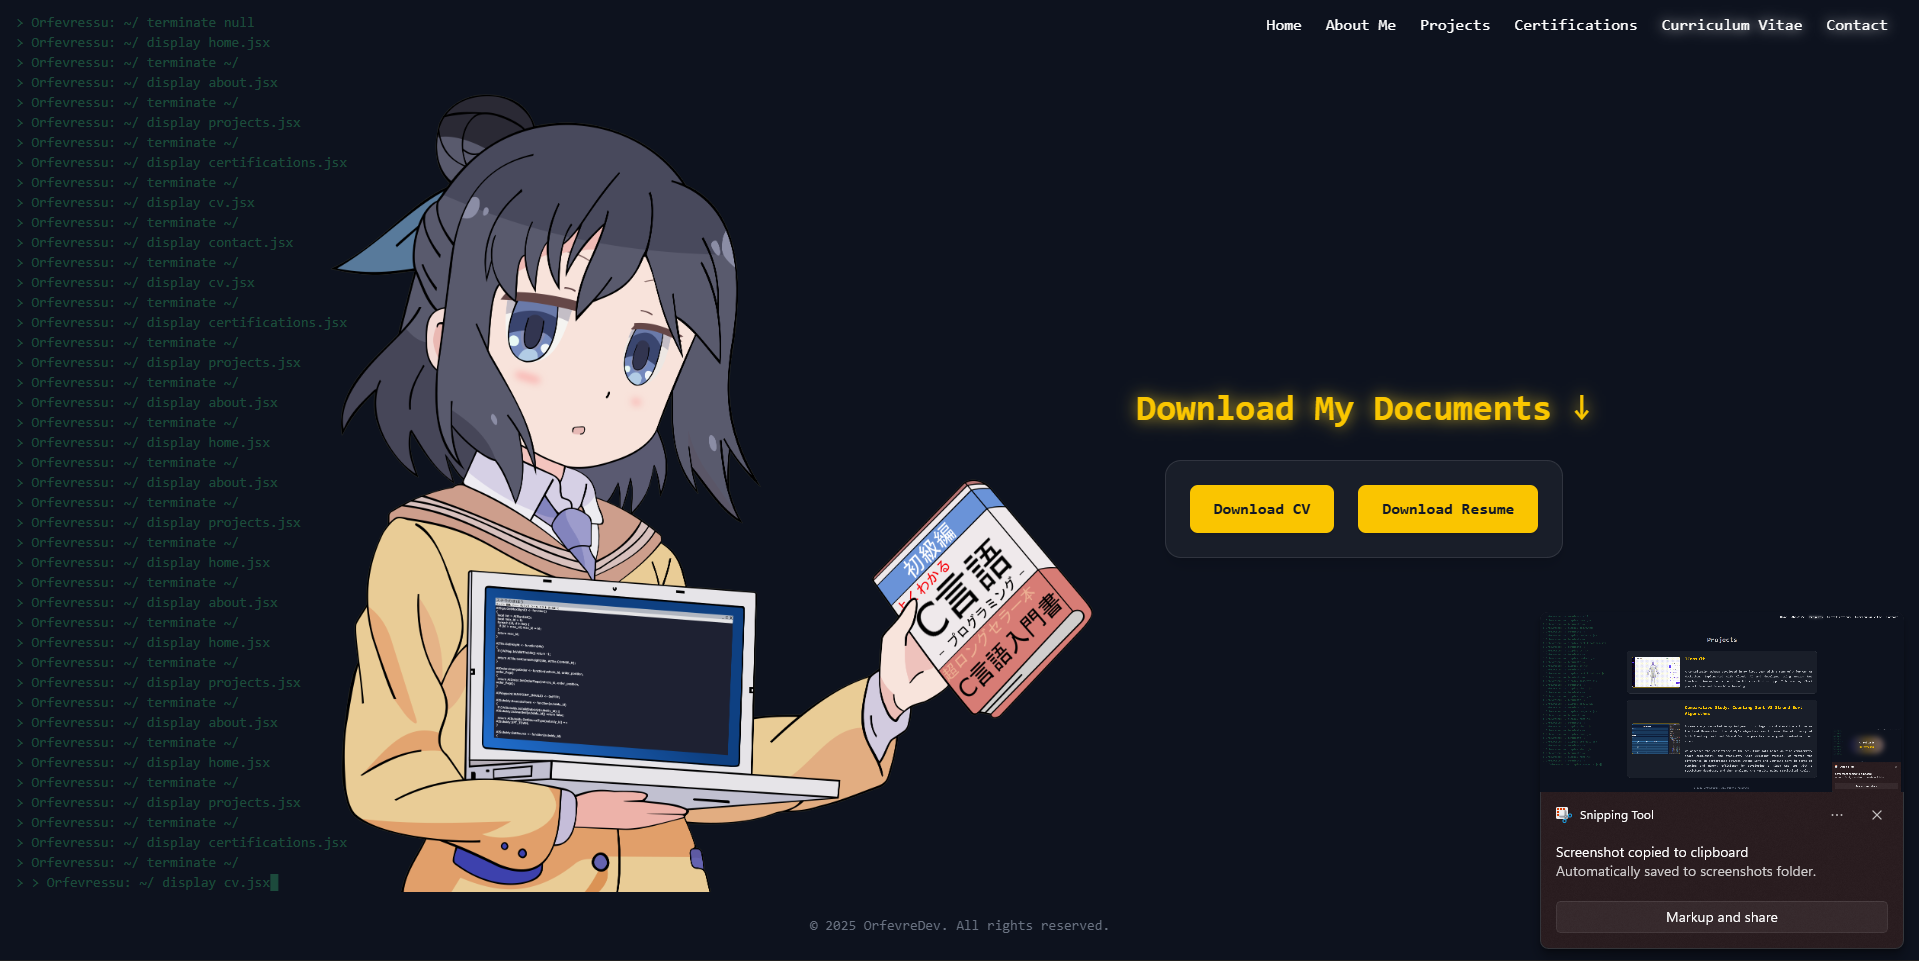 > Orfevressu: ~/ terminate null
> Orfevressu: ~/ display home.jsx
> Orfevressu: ~/ terminate ~/
> Orfevressu: ~/ display about.jsx
> Orfevressu: ~/ terminate ~/
> Orfevressu: ~/ display projects.jsx
> Orfevressu: ~/ terminate ~/
> Orfevressu: ~/ display certifications.jsx
> Orfevressu: ~/ terminate ~/
> Orfevressu: ~/ display cv.jsx
> Orfevressu: ~/ terminate ~/
> Orfevressu: ~/ display contact.jsx
> Orfevressu: ~/ terminate ~/
> Orfevressu: ~/ display cv.jsx
> Orfevressu: ~/ terminate ~/
> Orfevressu: ~/ display certifications.jsx
> Orfevressu: ~/ terminate ~/
> Orfevressu: ~/ display projects.jsx
> Orfevressu: ~/ terminate ~/
> Orfevressu: ~/ display about.jsx
> Orfevressu: ~/ terminate ~/
> Orfevressu: ~/ display home.jsx
> Orfevressu: ~/ terminate ~/
> Orfevressu: ~/ display about.jsx
> Orfevressu: ~/ terminate ~/
> Orfevressu: ~/ display projects.jsx
> Orfevressu: ~/ terminate ~/
> Orfevressu: ~/ display home.jsx
> Orfevressu: ~/ terminate ~/
> Orfevressu: ~/ display about.jsx
> Orfevressu: ~/ terminate ~/
> Orfevressu: ~/ display home.jsx
> Orfevressu: ~/ terminate ~/
> Orfevressu: ~/ display projects.jsx
> Orfevressu: ~/ terminate ~/
> Orfevressu: ~/ display about.jsx
> Orfevressu: ~/ terminate ~/
> Orfevressu: ~/ display home.jsx
> Orfevressu: ~/ terminate ~/
> Orfevressu: ~/ display projects.jsx
> Orfevressu: ~/ terminate ~/
> Orfevressu: ~/ display certifications.jsx
> Orfevressu: ~/ terminate ~/
> > Orfevressu: ~/ display cv.jsx
Home About Me Projects Certifications Curriculum Vitae Contact
初級編
よくわかる
C言語
- プログラミング -
超ロングセラー本
C言語入門書
C言語入門書
Download My Documents ↓
Download CV Download Resume
Projects
Snipping Tool
Screenshot copied to clipboard
Automatically saved to screenshots folder.
Markup and share
© 2025 OrfevreDev. All rights reserved.